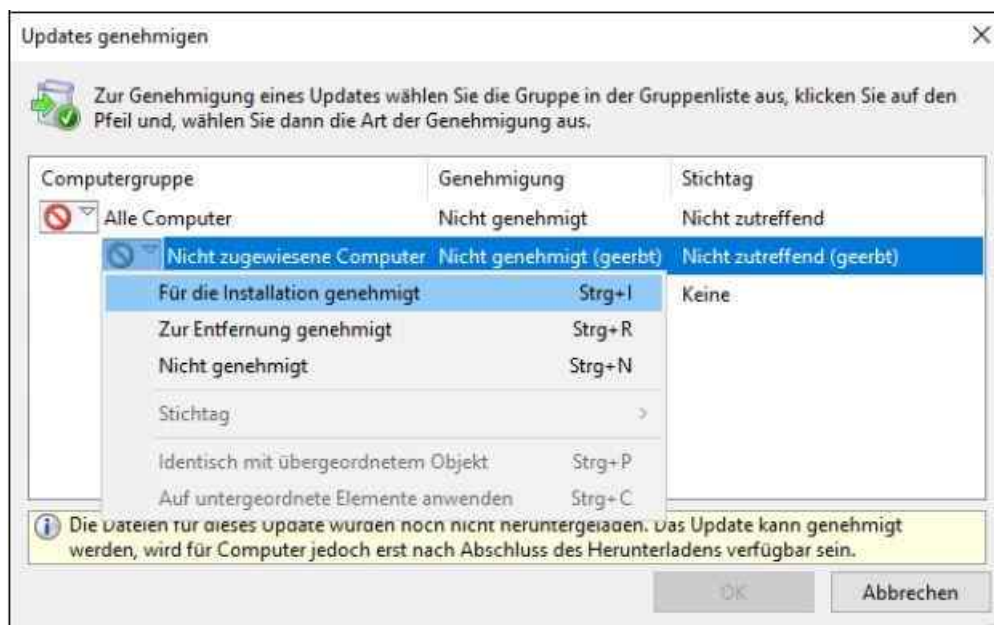 Updates genehmigen
Zur Genehmigung eines Updates wählen Sie die Gruppe in der Gruppenliste aus, klicken Sie auf den
Pfeil und, wählen Sie dann die Art der Genehmigung aus.
Computergruppe Genehmigung Stichtag
Alle Computer Nicht genehmigt Nicht zutreffend
Nicht zugewiesene Computer Nicht genehmigt (geerbt) Nicht zutreffend (geerbt)
Für die Installation genehmigt Strg+I Keine
Zur Entfernung genehmigt Strg+R
Nicht genehmigt Strg+N
Stichtag
Identisch mit übergeordnetem Objekt Strg+P
Auf untergeordnete Elemente anwenden Strg+C
Die Dateien für dieses Update wurden noch nicht heruntergeladen. Das Update kann genehmigt
werden, wird für Computer jedoch erst nach Abschluss des Herunterladens verfügbar sein.
OK Abbrechen